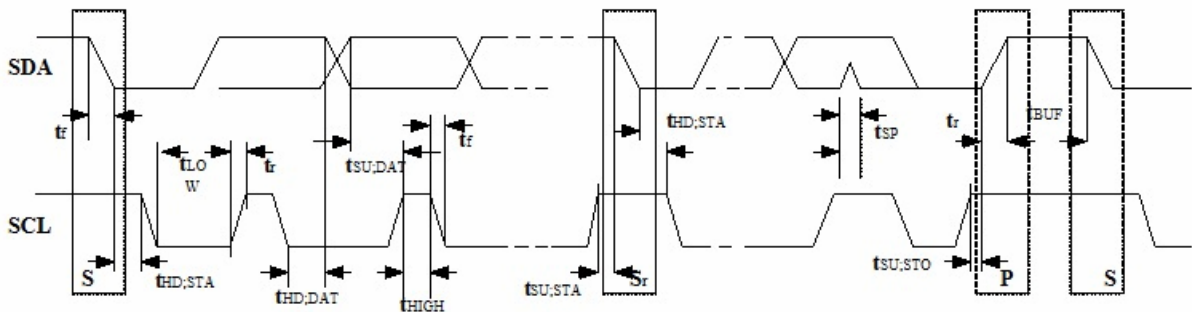 SDA
tf
tLO
W
tr
tSU;DAT
tf
tHD;STA
tSP
tr
tBUF
SCL
S
tHD;STA
tHD;DAT
tHIGH
tSU;STA
Sr
tSU;STO
P
S